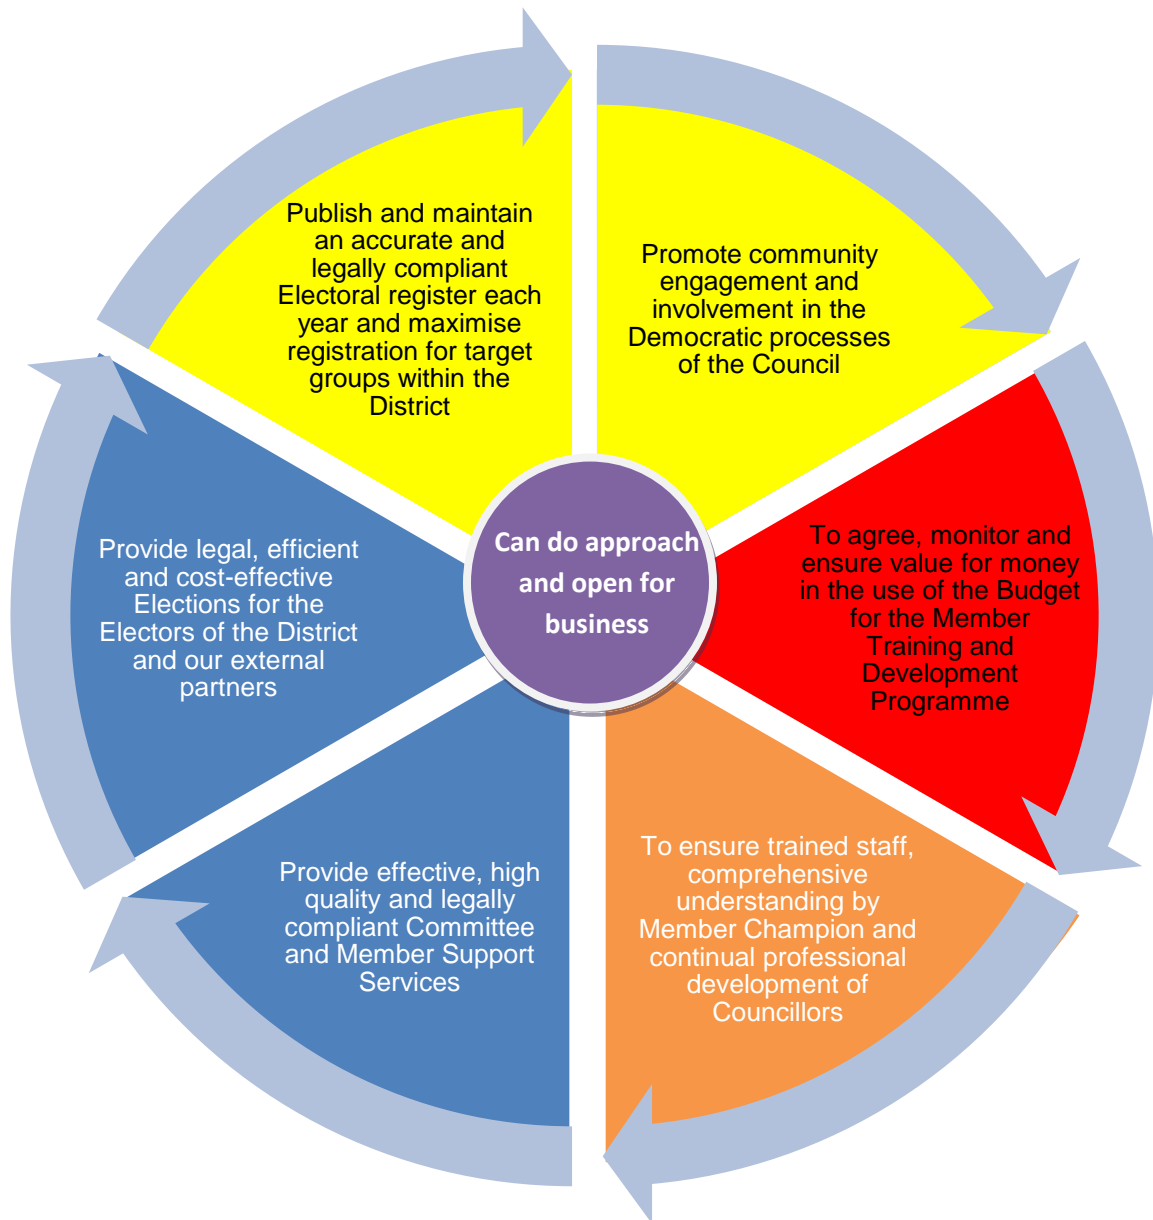 Publish and maintain
an accurate and
legally compliant
Electoral register each
year and maximise
registration for target
groups within the
District
Promote community
engagement and
involvement in the
Democratic processes
of the Council
To agree, monitor and
ensure value for money
in the use of the Budget
for the Member
Training and
Development
Programme
To ensure trained staff,
comprehensive
understanding by
Member Champion and
continual professional
development of
Councillors
Provide effective, high
quality and legally
compliant Committee
and Member Support
Services
Provide legal, efficient
and cost-effective
Elections for the
Electors of the District
and our external
partners
Can do approach
and open for
business